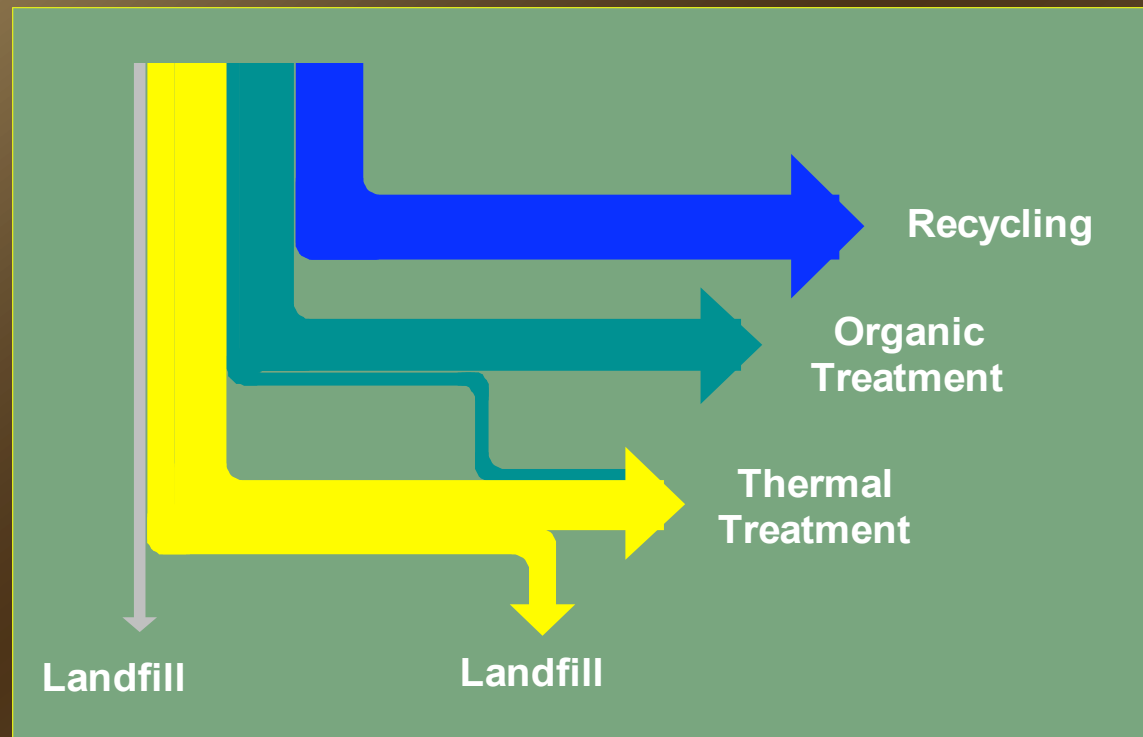 Recycling
Organic
Treatment
Thermal
Treatment
Landfill
Landfill